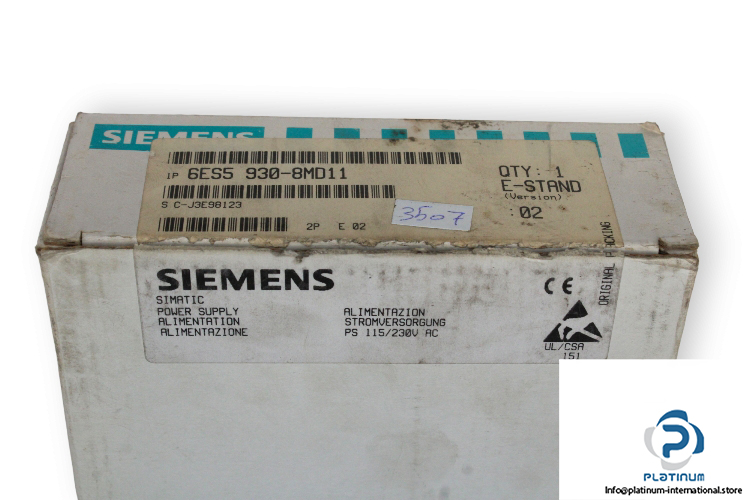 SIEMENS
1P 6ES5 930-8MD11
QTY: 1
E-STAND
(Version)
: 02
S C-J3E98123
3507
2P E 02
ORIGINAL PACKING
SIEMENS
SIMATIC
POWER SUPPLY
ALIMENTATION
ALIMENTAZIONE
ALIMENTAZION
STROMVERSORGUNG
PS 115/230V AC
CE
UL/CSA
151
PLATINUM
Info@platinum-international.store